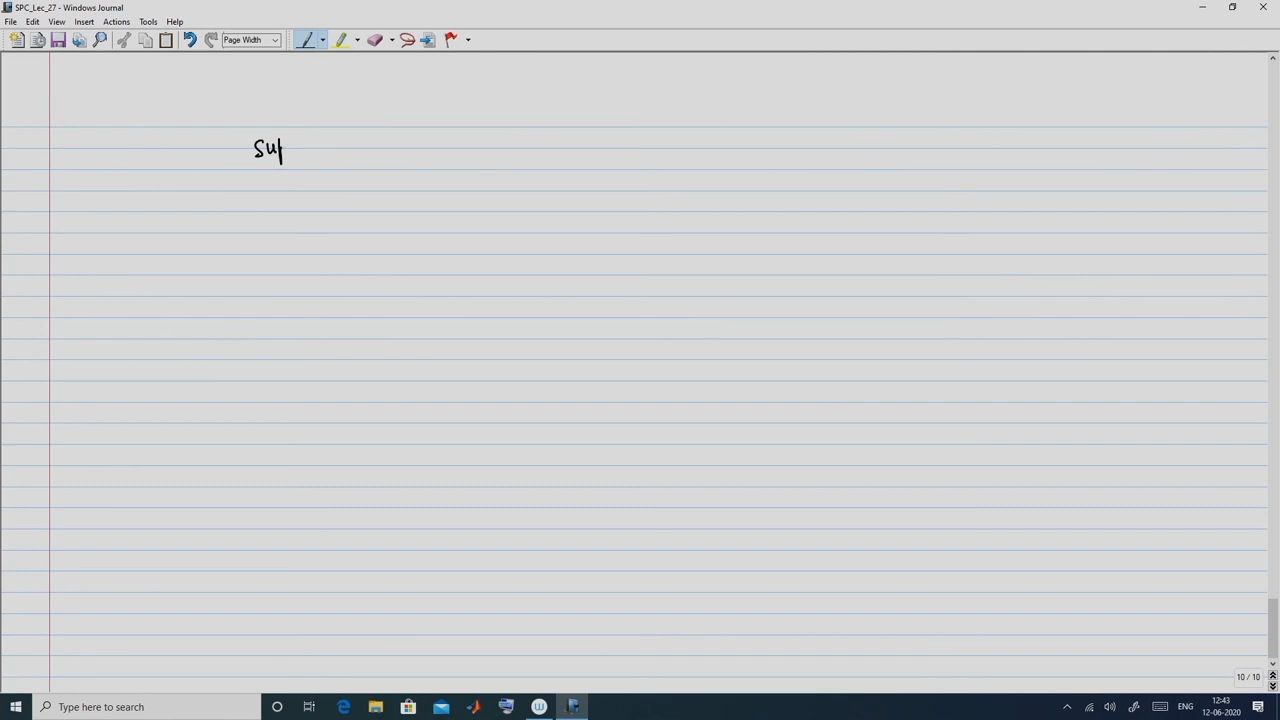 SPC_Lec_27 - Windows Journal
File Edit View Insert Actions Tools Help
Page Width
Sup
10 / 10
Type here to search
ENG
12:43
12-06-2020